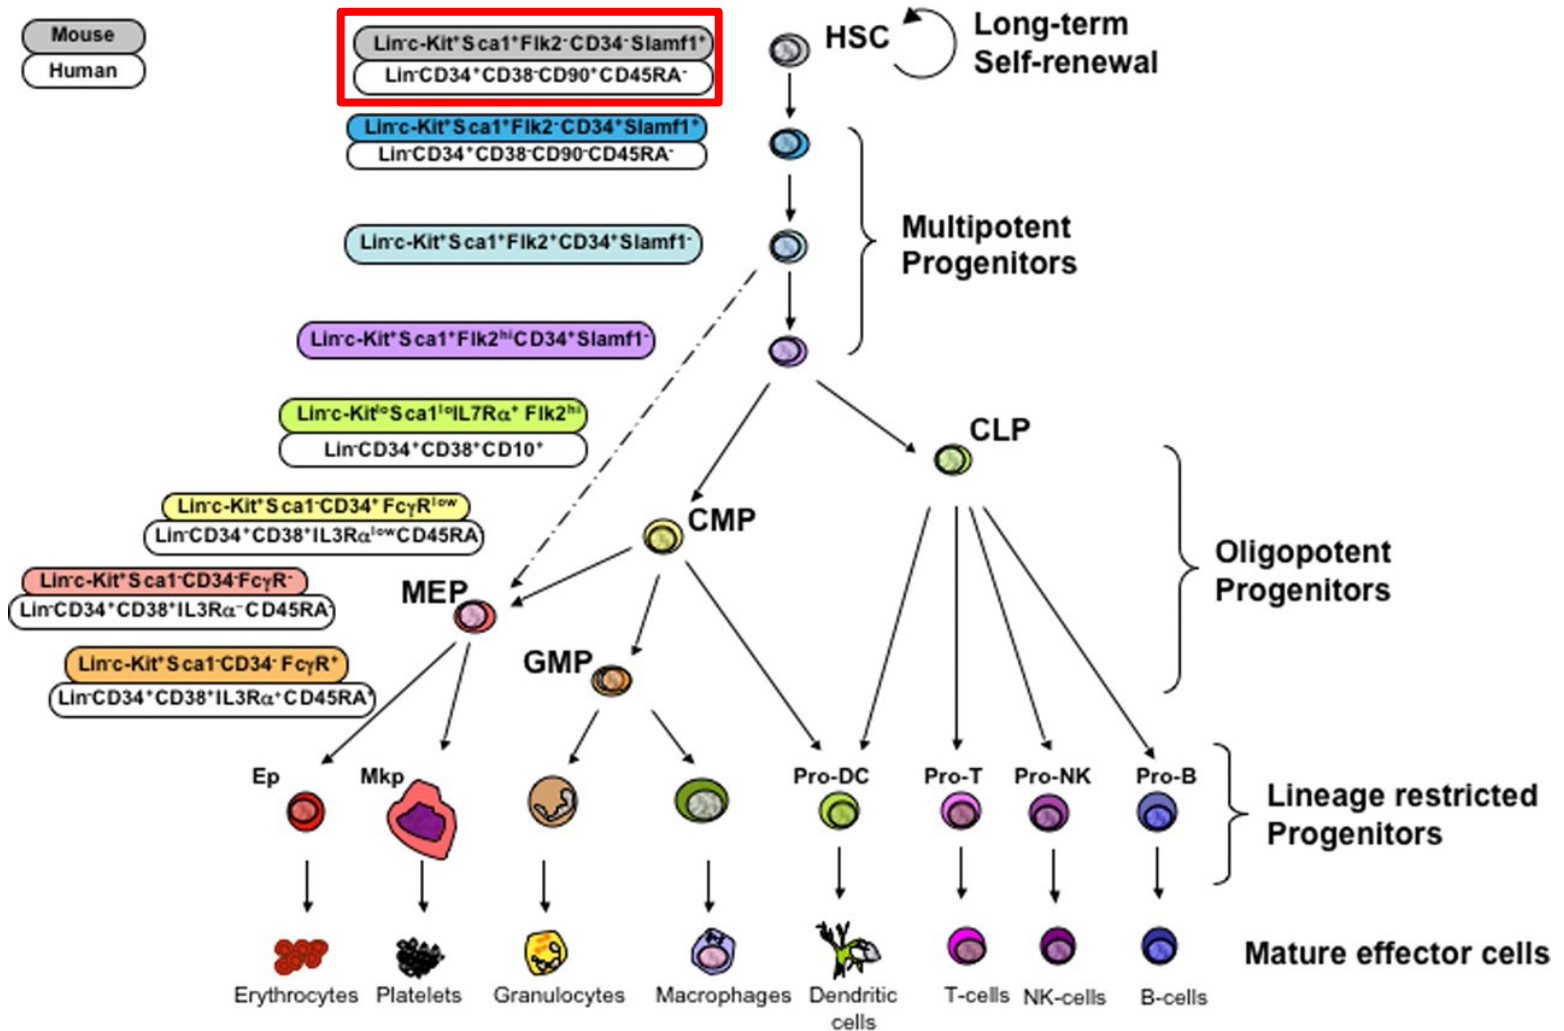 Mouse
Human
Lin⁻c-Kit⁺Sca1⁺Flk2⁻CD34⁻Slamf1⁺
Lin⁻CD34⁺CD38⁻CD90⁺CD45RA⁻
HSC
Long-term
Self-renewal
Lin⁻c-Kit⁺Sca1⁺Flk2⁻CD34⁺Slamf1⁺
Lin⁻CD34⁺CD38⁻CD90⁻CD45RA⁻
Lin⁻c-Kit⁺Sca1⁺Flk2⁺CD34⁺Slamf1⁻
Multipotent
Progenitors
Lin⁻c-Kit⁺Sca1⁺Flk2ʰⁱCD34⁺Slamf1⁻
Lin⁻c-KitˡᵒSca1ˡᵒIL7Rα⁺ Flk2ʰⁱ
Lin⁻CD34⁺CD38⁺CD10⁺
CLP
Lin⁻c-Kit⁺Sca1⁻CD34⁺FcγRˡᵒʷ
Lin⁻CD34⁺CD38⁺IL3RαˡᵒʷCD45RA⁻
CMP
Oligopotent
Progenitors
Lin⁻c-Kit⁺Sca1⁻CD34⁻FcγR⁻
Lin⁻CD34⁺CD38⁺IL3Rα⁻CD45RA⁻
MEP
Lin⁻c-Kit⁺Sca1⁻CD34⁻FcγR⁺
Lin⁻CD34⁺CD38⁺IL3Rα⁺CD45RA⁺
GMP
Ep
Mkp
Pro-DC
Pro-T
Pro-NK
Pro-B
Lineage restricted
Progenitors
Mature effector cells
Erythrocytes
Platelets
Granulocytes
Macrophages
Dendritic
cells
T-cells
NK-cells
B-cells